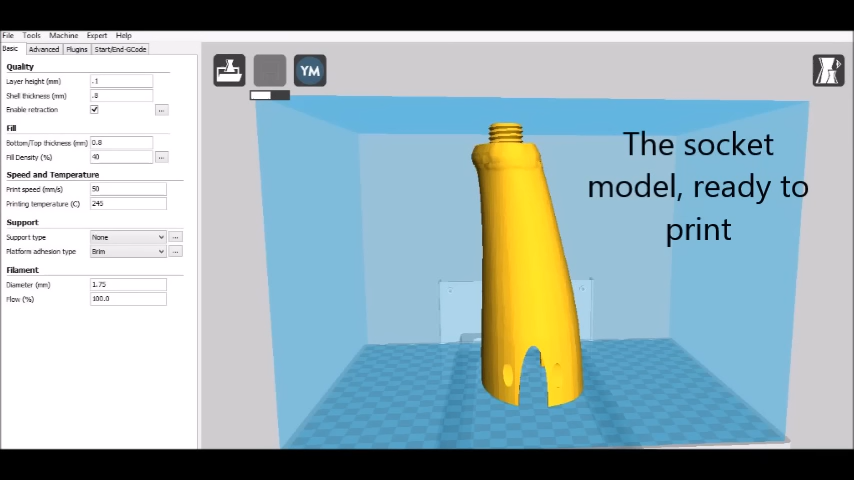 File Tools Machine Expert Help
Basic Advanced Plugins Start/End-GCode
Quality
Layer height (mm) .1
Shell thickness (mm) .8
Enable retraction ...
Fill
Bottom/Top thickness (mm) 0.8
Fill Density (%) 40 ...
Speed and Temperature
Print speed (mm/s) 50
Printing temperature (C) 245
Support
Support type None ...
Platform adhesion type Brim ...
Filament
Diameter (mm) 1.75
Flow (%) 100.0
YM
The socket
model, ready to
print